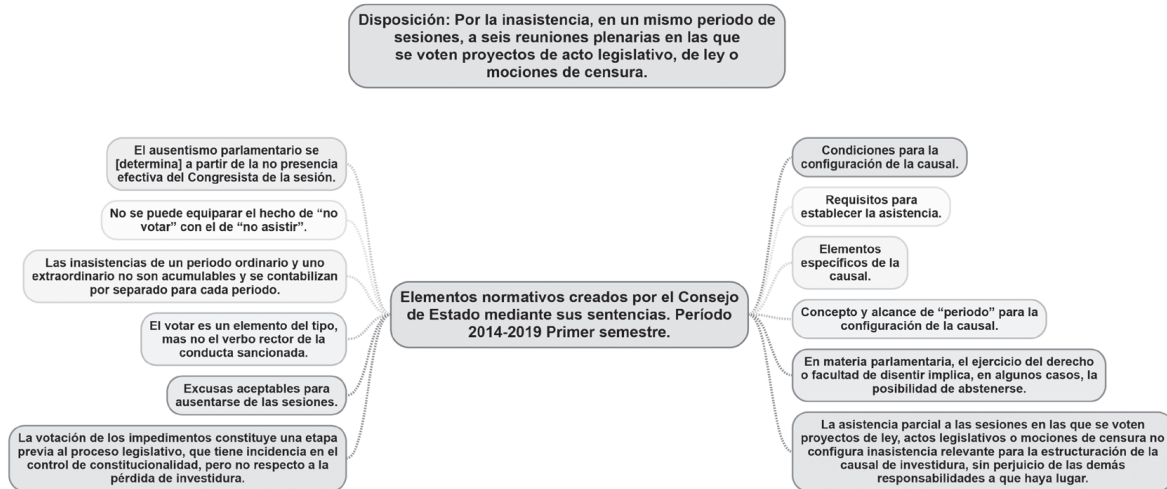 Disposición: Por la inasistencia, en un mismo periodo de
sesiones, a seis reuniones plenarias en las que
se voten proyectos de acto legislativo, de ley o
mociones de censura.
El ausentismo parlamentario se
[determina] a partir de la no presencia
efectiva del Congresista de la sesión.
No se puede equiparar el hecho de “no
votar” con el de “no asistir”.
Las inasistencias de un periodo ordinario y uno
extraordinario no son acumulables y se contabilizan
por separado para cada periodo.
El votar es un elemento del tipo,
mas no el verbo rector de la
conducta sancionada.
Excusas aceptables para
ausentarse de las sesiones.
La votación de los impedimentos constituye una etapa
previa al proceso legislativo, que tiene incidencia en el
control de constitucionalidad, pero no respecto a la
pérdida de investidura.
Elementos normativos creados por el Consejo
de Estado mediante sus sentencias. Período
2014-2019 Primer semestre.
Condiciones para la
configuración de la causal.
Requisitos para
establecer la asistencia.
Elementos
específicos de la
causal.
Concepto y alcance de “periodo” para la
configuración de la causal.
En materia parlamentaria, el ejercicio del derecho
o facultad de disentir implica, en algunos casos, la
posibilidad de abstenerse.
La asistencia parcial a las sesiones en las que se voten
proyectos de ley, actos legislativos o mociones de censura no
configura inasistencia relevante para la estructuración de la
causal de investidura, sin perjuicio de las demás
responsabilidades a que haya lugar.